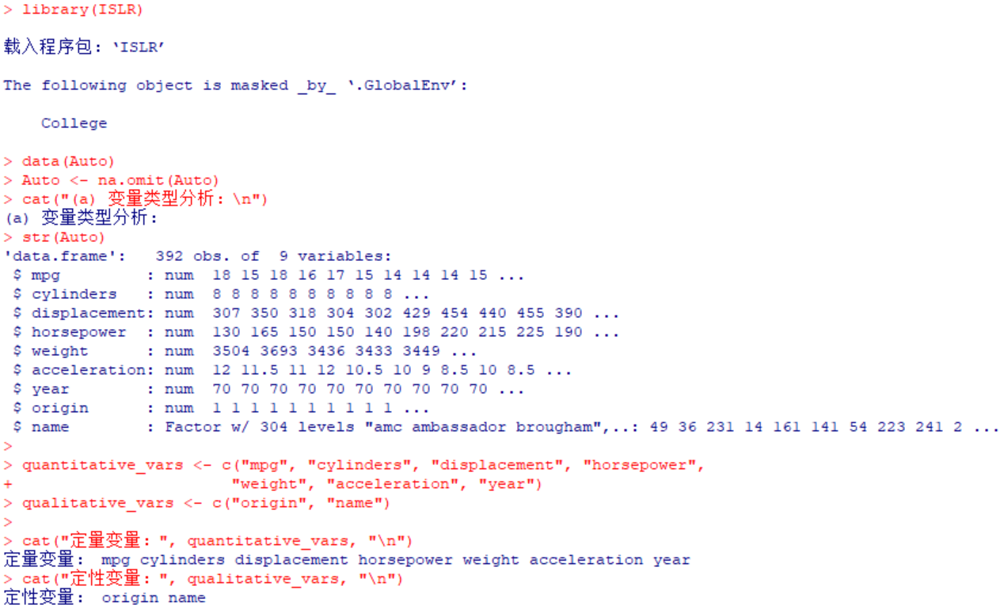 > library(ISLR)
载入程序包:‘ISLR’
The following object is masked _by_ ‘.GlobalEnv’:
College
> data(Auto)
> Auto <- na.omit(Auto)
> cat("(a) 变量类型分析:\n")
(a) 变量类型分析:
> str(Auto)
'data.frame':   392 obs. of  9 variables:
 $ mpg         : num  18 15 18 16 17 15 14 14 14 15 ...
 $ cylinders   : num  8 8 8 8 8 8 8 8 8 8 ...
 $ displacement: num  307 350 318 304 302 429 454 440 455 390 ...
 $ horsepower  : num  130 165 150 150 140 198 220 215 225 190 ...
 $ weight      : num  3504 3693 3436 3433 3449 ...
 $ acceleration: num  12 11.5 11 12 10.5 10 9 8.5 10 8.5 ...
 $ year        : num  70 70 70 70 70 70 70 70 70 70 ...
 $ origin      : num  1 1 1 1 1 1 1 1 1 1 ...
 $ name        : Factor w/ 304 levels "amc ambassador brougham",..: 49 36 231 14 161 141 54 223 241 2 ...
>
> quantitative_vars <- c("mpg", "cylinders", "displacement", "horsepower",
+                       "weight", "acceleration", "year")
> qualitative_vars <- c("origin", "name")
>
> cat("定量变量:", quantitative_vars, "\n")
定量变量: mpg cylinders displacement horsepower weight acceleration year
> cat("定性变量:", qualitative_vars, "\n")
定性变量: origin name